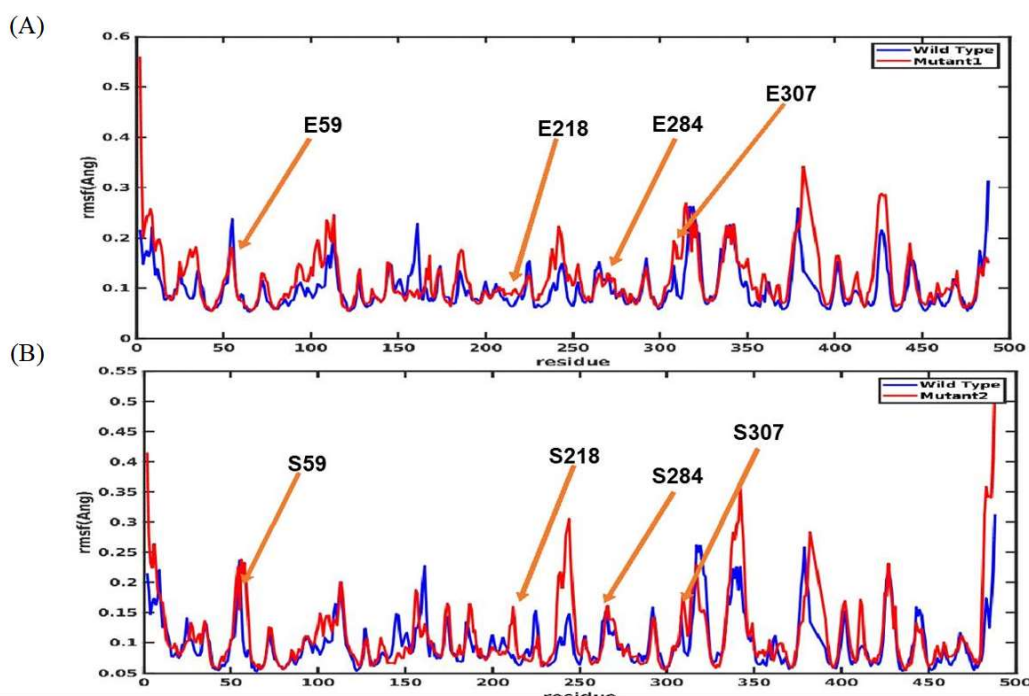 (A)
0.6
0.5
0.4
0.3
0.2
0.1
0
rmsf(Ang)
Wild Type
Mutant1
E59
E218
E284
E307
0 50 100 150 200 250 300 350 400 450 500
residue
(B)
0.55
0.5
0.45
0.4
0.35
0.3
0.25
0.2
0.15
0.1
0.05
rmsf(Ang)
Wild Type
Mutant2
S59
S218
S284
S307
0 50 100 150 200 250 300 350 400 450 500
residue